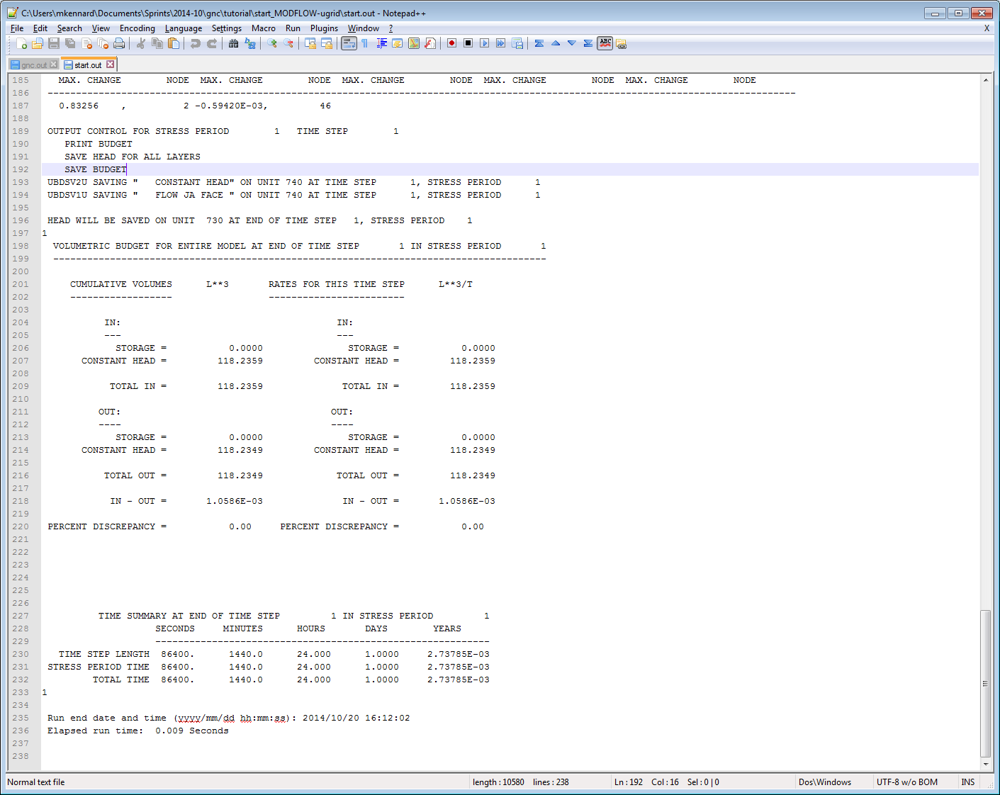 C:\Users\mkennard\Documents\Sprints\2014-10\gnc\tutorial\start_MODFLOW-ugrid\start.out - Notepad++
File Edit Search View Encoding Language Settings Macro Run Plugins Window ? X
gnc.out start.out
185 MAX. CHANGE NODE MAX. CHANGE NODE MAX. CHANGE NODE MAX. CHANGE NODE MAX. CHANGE NODE
186 ------------------------------------------------------------------------------------------------------------------------------------
187 0.83256 , 2 -0.59420E-03, 46
188
189 OUTPUT CONTROL FOR STRESS PERIOD 1 TIME STEP 1
190 PRINT BUDGET
191 SAVE HEAD FOR ALL LAYERS
192 SAVE BUDGET
193 UBDSV2U SAVING " CONSTANT HEAD" ON UNIT 740 AT TIME STEP 1, STRESS PERIOD 1
194 UBDSV1U SAVING " FLOW JA FACE " ON UNIT 740 AT TIME STEP 1, STRESS PERIOD 1
195
196 HEAD WILL BE SAVED ON UNIT 730 AT END OF TIME STEP 1, STRESS PERIOD 1
197 1
198 VOLUMETRIC BUDGET FOR ENTIRE MODEL AT END OF TIME STEP 1 IN STRESS PERIOD 1
199 ---------------------------------------------------------------------------------------
200
201 CUMULATIVE VOLUMES L**3 RATES FOR THIS TIME STEP L**3/T
202 ------------------ ------------------------
203
204 IN: IN:
205 --- ---
206 STORAGE = 0.0000 STORAGE = 0.0000
207 CONSTANT HEAD = 118.2359 CONSTANT HEAD = 118.2359
208
209 TOTAL IN = 118.2359 TOTAL IN = 118.2359
210
211 OUT: OUT:
212 ---- ----
213 STORAGE = 0.0000 STORAGE = 0.0000
214 CONSTANT HEAD = 118.2349 CONSTANT HEAD = 118.2349
215
216 TOTAL OUT = 118.2349 TOTAL OUT = 118.2349
217
218 IN - OUT = 1.0586E-03 IN - OUT = 1.0586E-03
219
220 PERCENT DISCREPANCY = 0.00 PERCENT DISCREPANCY = 0.00
221
222
223
224
225
226
227 TIME SUMMARY AT END OF TIME STEP 1 IN STRESS PERIOD 1
228 SECONDS MINUTES HOURS DAYS YEARS
229 -----------------------------------------------------------
230 TIME STEP LENGTH 86400. 1440.0 24.000 1.0000 2.73785E-03
231 STRESS PERIOD TIME 86400. 1440.0 24.000 1.0000 2.73785E-03
232 TOTAL TIME 86400. 1440.0 24.000 1.0000 2.73785E-03
233 1
234
235 Run end date and time (yyyy/mm/dd hh:mm:ss): 2014/10/20 16:12:02
236 Elapsed run time: 0.009 Seconds
237
238
Normal text file length : 10580 lines : 238 Ln : 192 Col : 16 Sel : 0 | 0 Dos\Windows UTF-8 w/o BOM INS